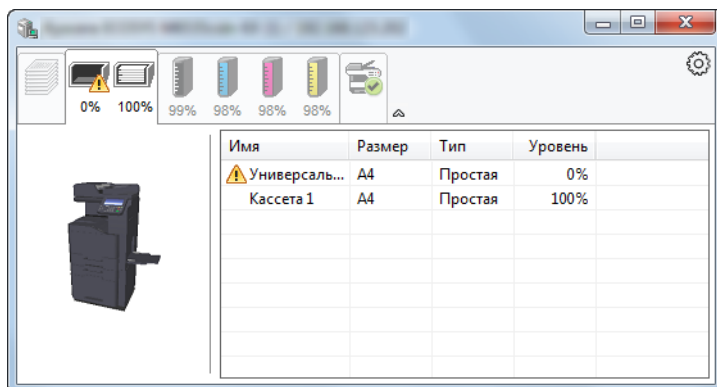 0% 100% 99% 98% 98% 98%
Имя Размер Тип Уровень
Универсаль... A4 Простая 0%
Кассета 1 A4 Простая 100%